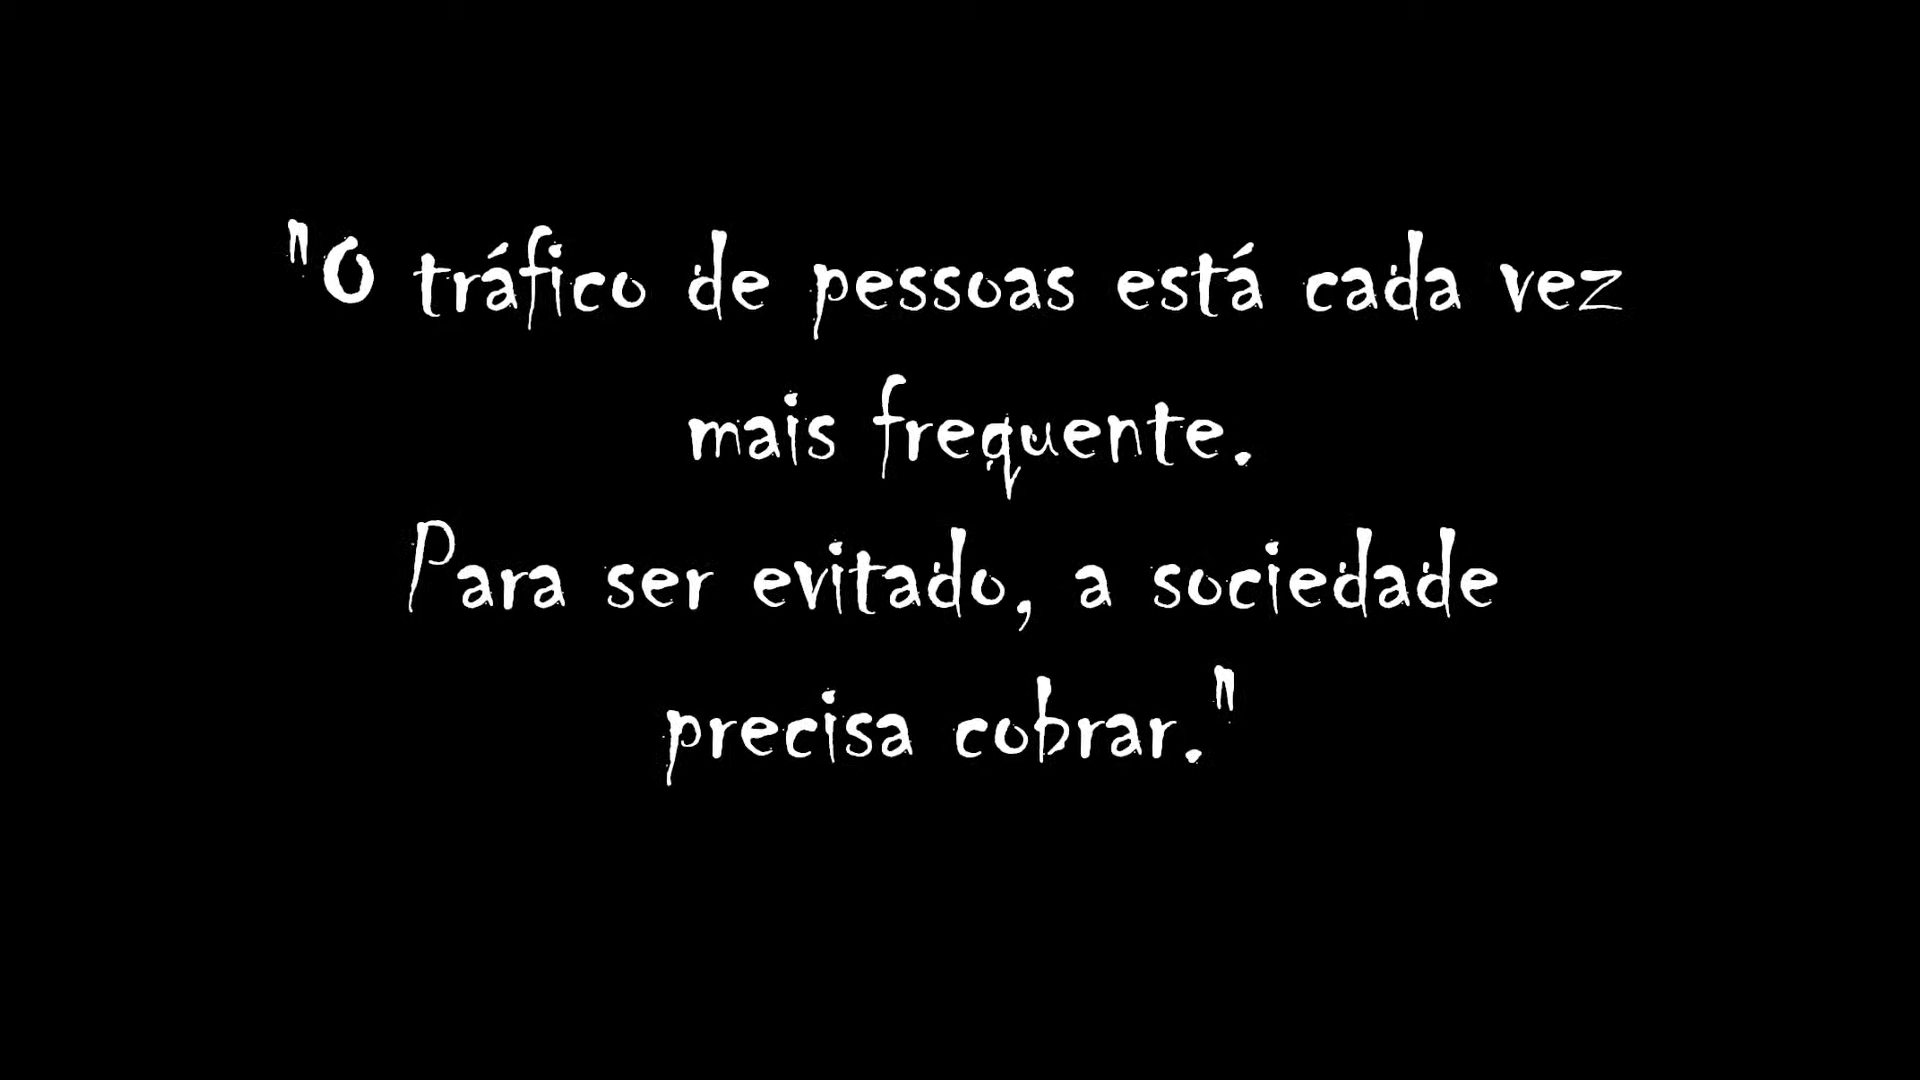 "O tráfico de pessoas está cada vez
mais frequente.
Para ser evitado, a sociedade
precisa cobrar."